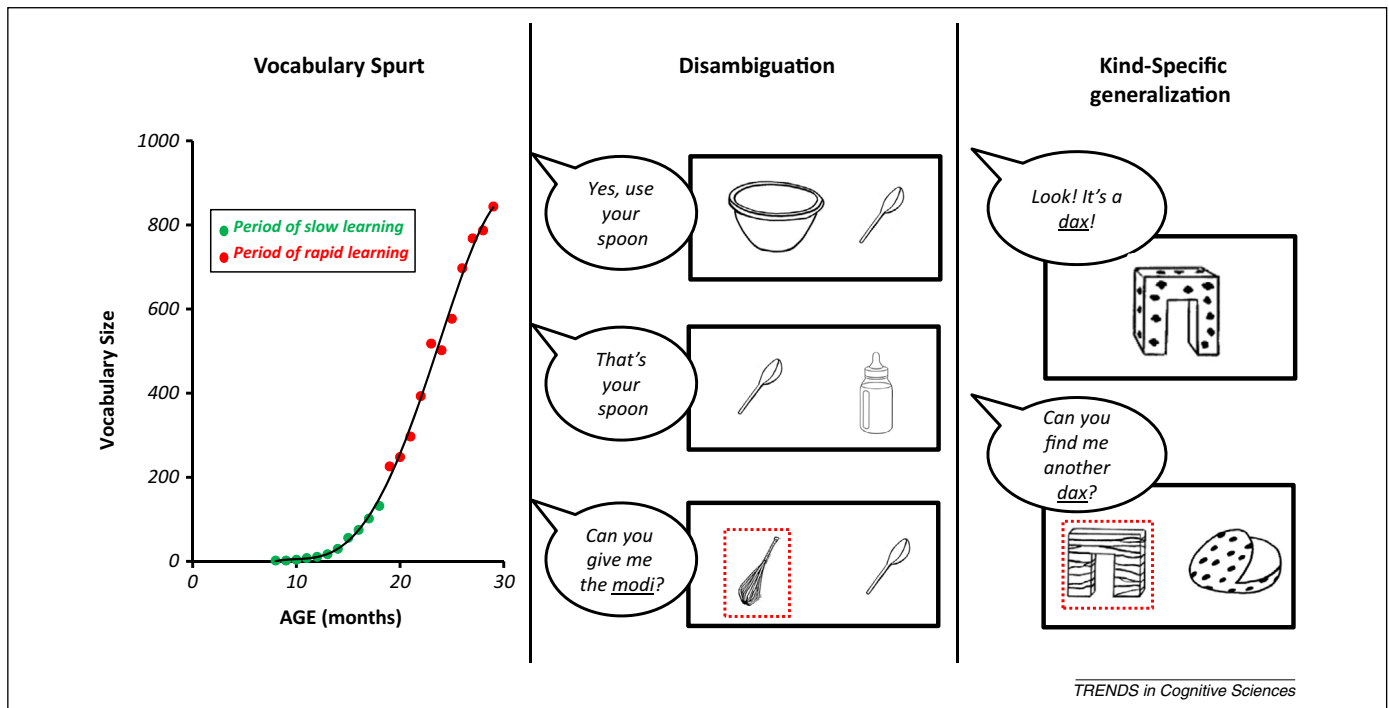 Vocabulary Spurt
1000
800
600
400
200
0
Vocabulary Size
Period of slow learning
Period of rapid learning
0
10
20
30
AGE (months)
Disambiguation
Yes, use
your
spoon
That's
your
spoon
Can you
give me
the modi?
Kind-Specific
generalization
Look! It's a
dax!
Can you
find me
another
dax?
TRENDS in Cognitive Sciences